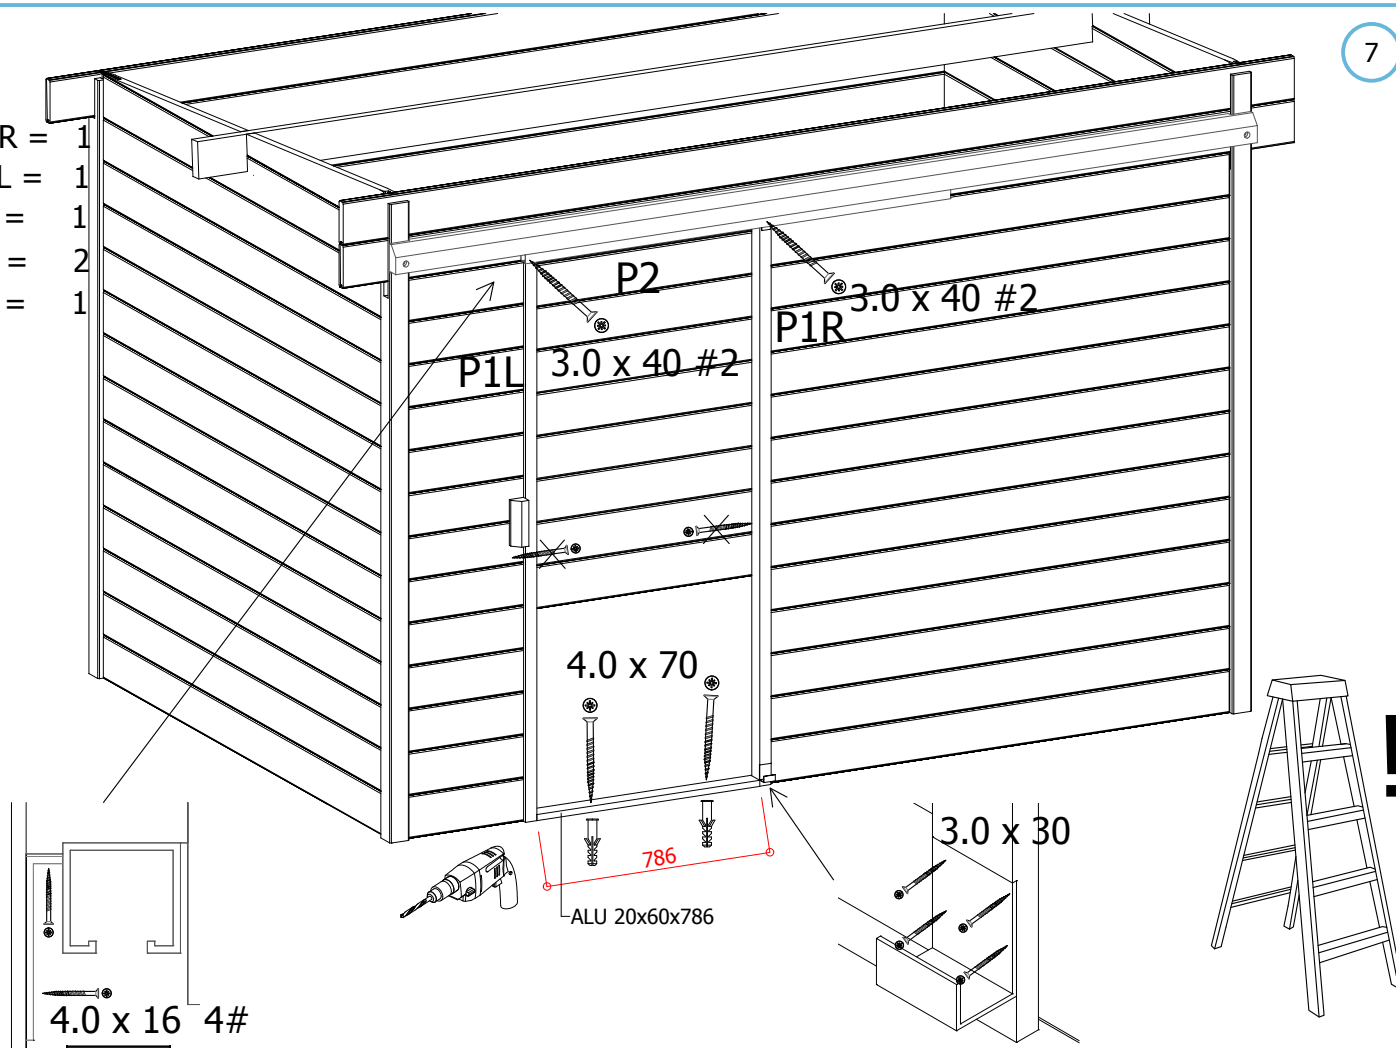 7
R = 1
L = 1
= 1
= 2
= 1
P2
3.0 x 40 #2
P1R
P1L
3.0 x 40 #2
4.0 x 70
!
3.0 x 30
786
ALU 20x60x786
4.0 x 16 4#